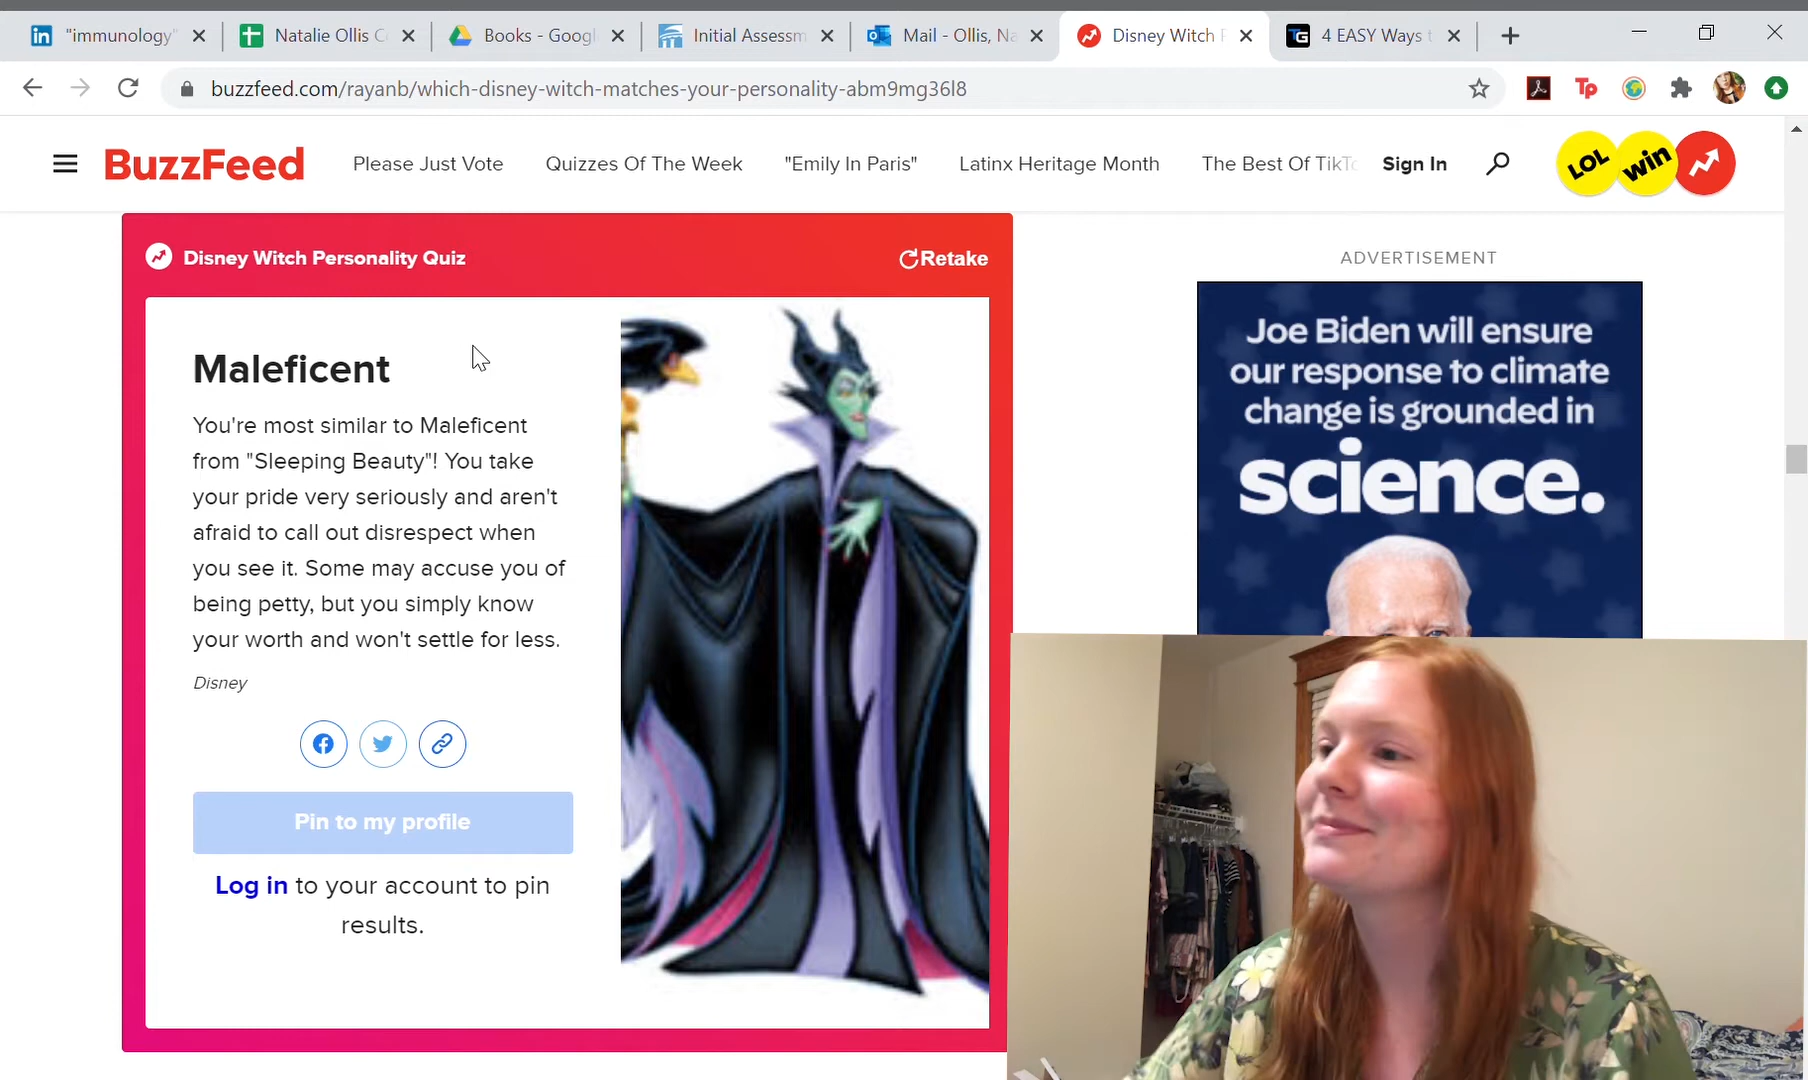 "immunology"
Natalie Ollis C
Books - Googl
Initial Assessm
Mail - Ollis, Na
Disney Witch
4 EASY Ways t
buzzfeed.com/rayanb/which-disney-witch-matches-your-personality-abm9mg36l8
BuzzFeed
Please Just Vote
Quizzes Of The Week
"Emily In Paris"
Latinx Heritage Month
The Best Of TikTo
Sign In
LOL
win
Disney Witch Personality Quiz
Retake
Maleficent
You're most similar to Maleficent
from "Sleeping Beauty"! You take
your pride very seriously and aren't
afraid to call out disrespect when
you see it. Some may accuse you of
being petty, but you simply know
your worth and won't settle for less.
Disney
Pin to my profile
Log in to your account to pin
results.
ADVERTISEMENT
Joe Biden will ensure
our response to climate
change is grounded in
science.